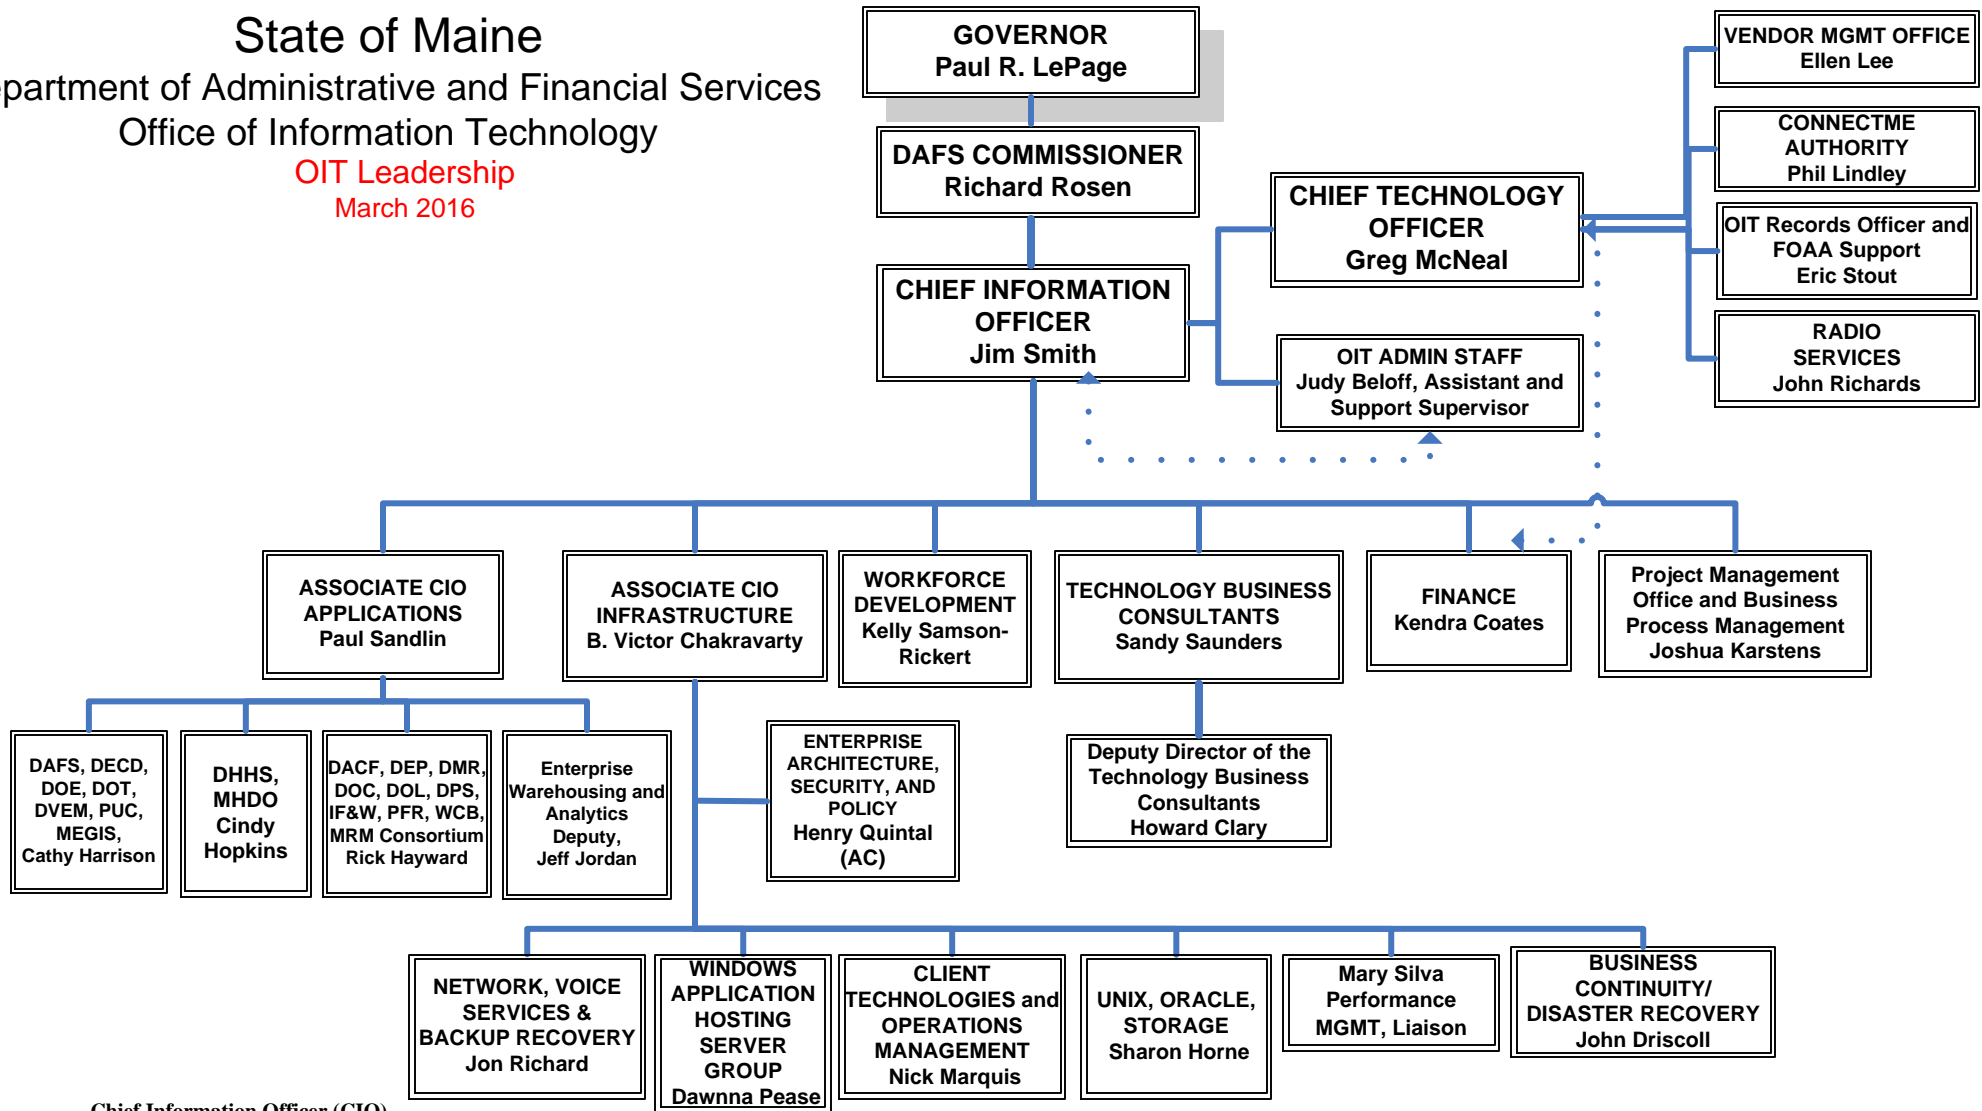 State of Maine
epartment of Administrative and Financial Services
Office of Information Technology
OIT Leadership
March 2016
GOVERNOR
Paul R. LePage
DAFS COMMISSIONER
Richard Rosen
CHIEF INFORMATION
OFFICER
Jim Smith
CHIEF TECHNOLOGY
OFFICER
Greg McNeal
OIT ADMIN STAFF
Judy Beloff, Assistant and
Support Supervisor
VENDOR MGMT OFFICE
Ellen Lee
CONNECTME
AUTHORITY
Phil Lindley
OIT Records Officer and
FOAA Support
Eric Stout
RADIO
SERVICES
John Richards
ASSOCIATE CIO
APPLICATIONS
Paul Sandlin
ASSOCIATE CIO
INFRASTRUCTURE
B. Victor Chakravarty
WORKFORCE
DEVELOPMENT
Kelly Samson-
Rickert
TECHNOLOGY BUSINESS
CONSULTANTS
Sandy Saunders
FINANCE
Kendra Coates
Project Management
Office and Business
Process Management
Joshua Karstens
DAFS, DECD,
DOE, DOT,
DVEM, PUC,
MEGIS,
Cathy Harrison
DHHS,
MHDO
Cindy
Hopkins
DACF, DEP, DMR,
DOC, DOL, DPS,
IF&W, PFR, WCB,
MRM Consortium
Rick Hayward
Enterprise
Warehousing and
Analytics
Deputy,
Jeff Jordan
ENTERPRISE
ARCHITECTURE,
SECURITY, AND
POLICY
Henry Quintal
(AC)
Deputy Director of the
Technology Business
Consultants
Howard Clary
NETWORK, VOICE
SERVICES &
BACKUP RECOVERY
Jon Richard
WINDOWS
APPLICATION
HOSTING
SERVER
GROUP
Dawnna Pease
CLIENT
TECHNOLOGIES and
OPERATIONS
MANAGEMENT
Nick Marquis
UNIX, ORACLE,
STORAGE
Sharon Horne
Mary Silva
Performance
MGMT, Liaison
BUSINESS
CONTINUITY/
DISASTER RECOVERY
John Driscoll
Chief Information Officer (CIO)